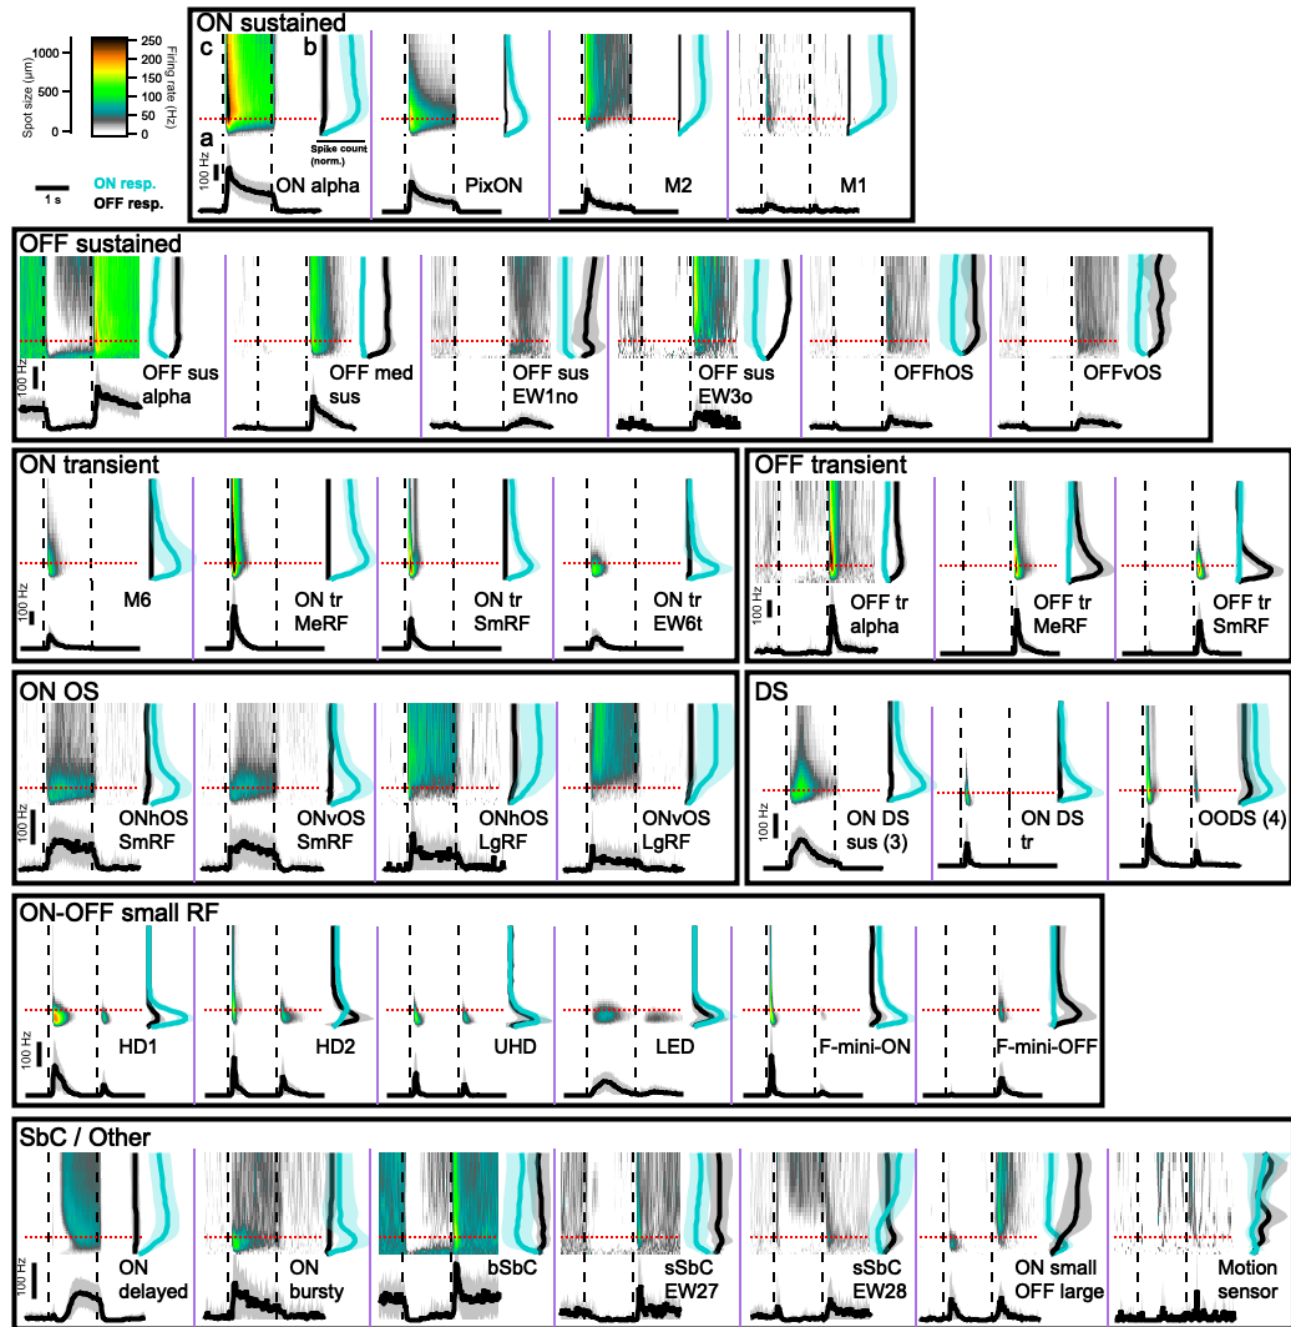 ON sustained
1000
500
0
Spot size (µm)
250
200
150
100
50
0
Firing rate (Hz)
c
b
a
Spike count
(norm.)
100 Hz
ON resp.
OFF resp.
1 s
ON alpha
PixON
M2
M1
OFF sustained
100 Hz
OFF sus
alpha
OFF med
sus
OFF sus
EW1no
OFF sus
EW3o
OFFhOS
OFFvOS
ON transient
100 Hz
M6
ON tr
MeRF
ON tr
SmRF
ON tr
EW6t
OFF transient
100 Hz
OFF tr
alpha
OFF tr
MeRF
OFF tr
SmRF
ON OS
100 Hz
ONhOS
SmRF
ONvOS
SmRF
ONhOS
LgRF
ONvOS
LgRF
DS
100 Hz
ON DS
sus (3)
ON DS
tr
OODS (4)
ON-OFF small RF
100 Hz
HD1
HD2
UHD
LED
F-mini-ON
F-mini-OFF
SbC / Other
100 Hz
ON
delayed
ON
bursty
bSbC
sSbC
EW27
sSbC
EW28
ON small
OFF large
Motion
sensor